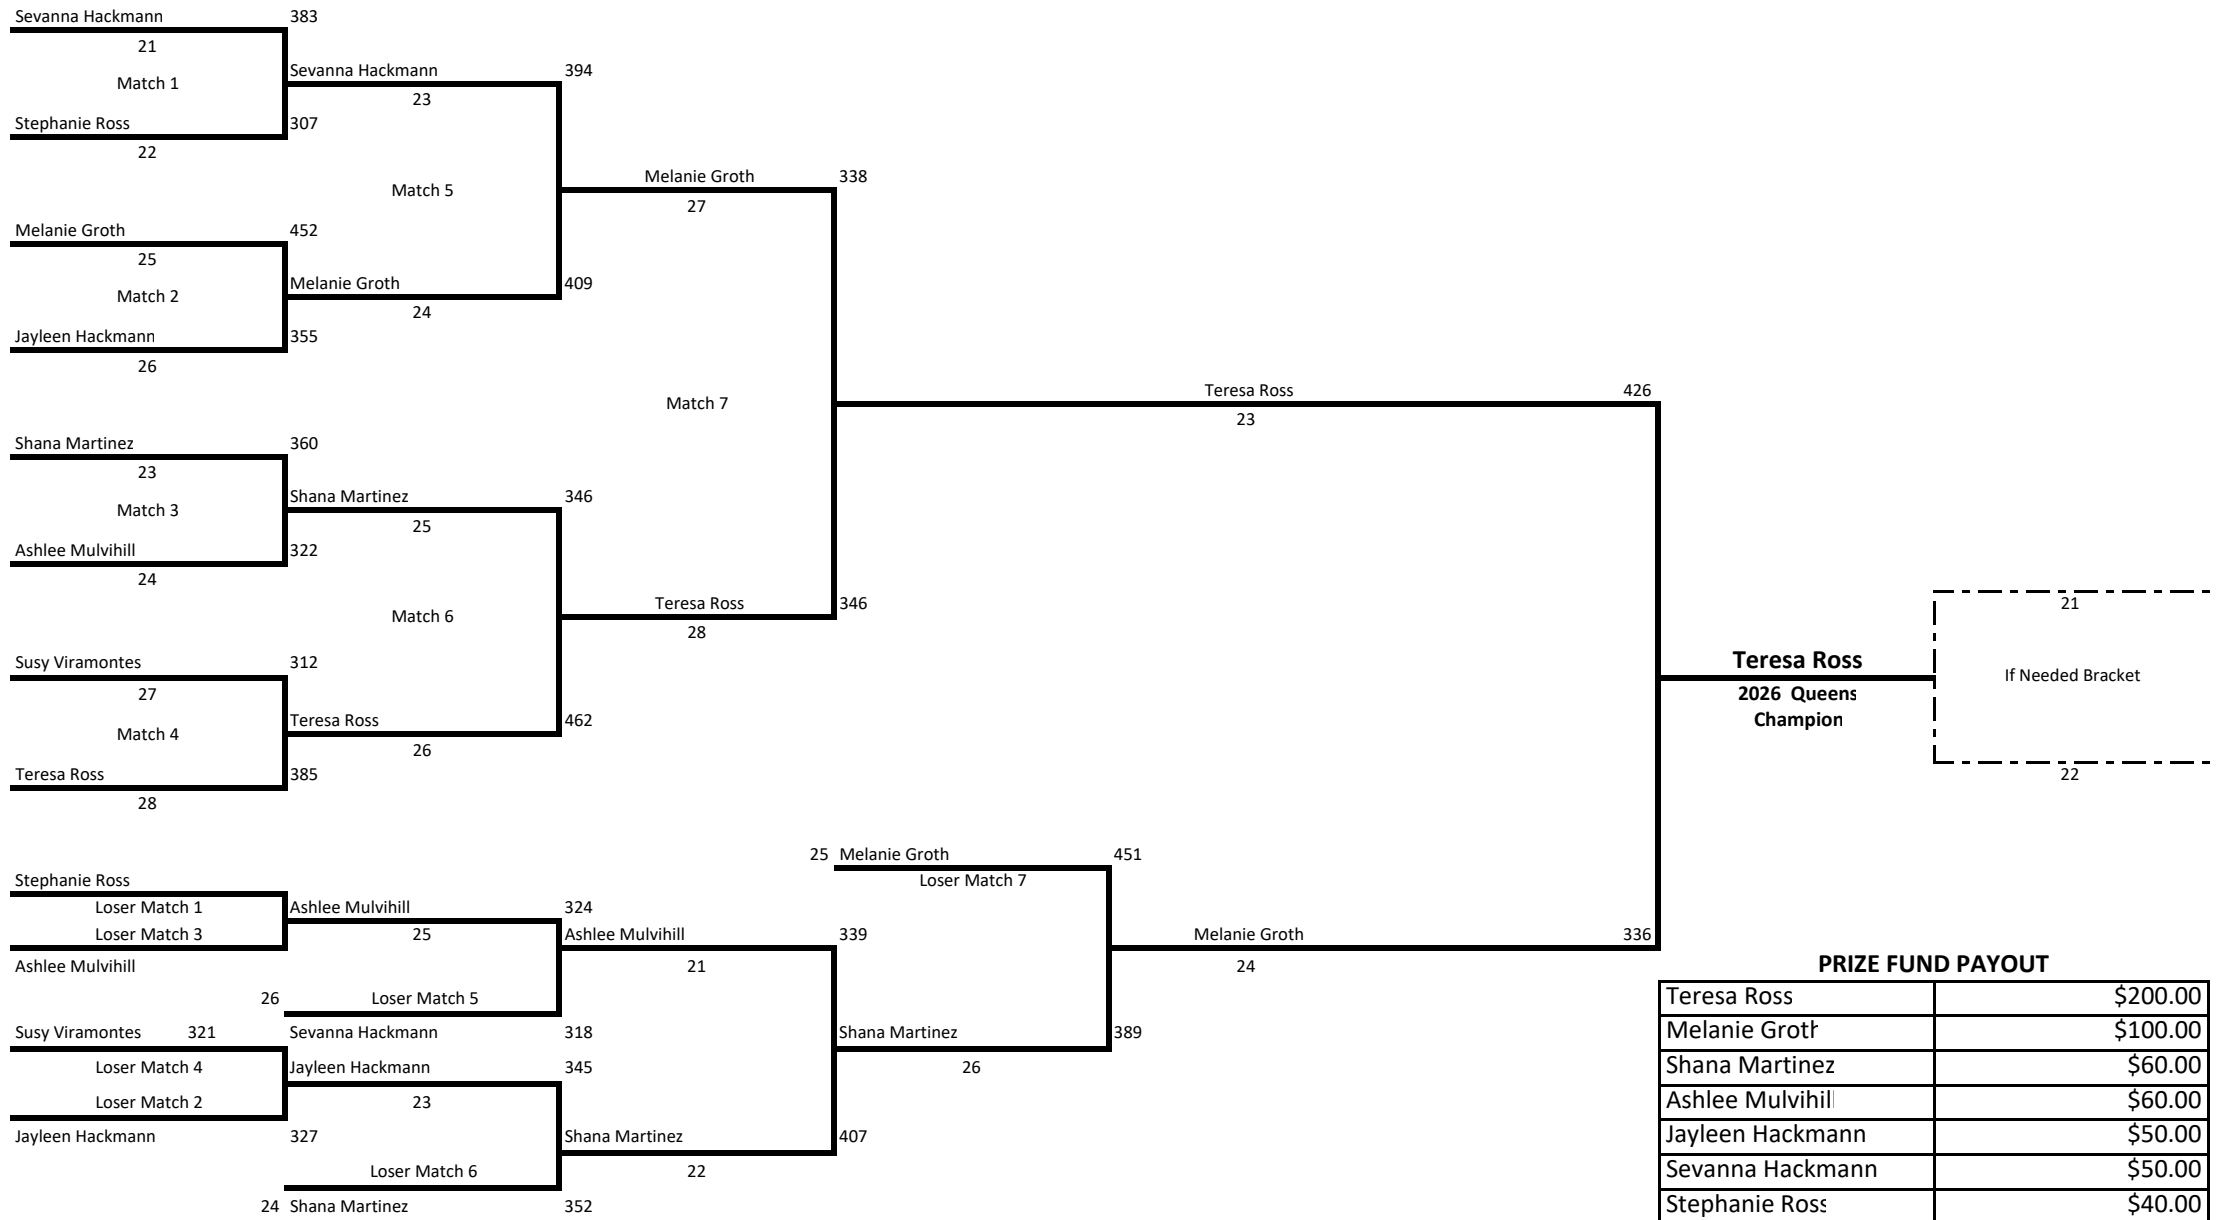 Sevanna Hackmann 383
21
Match 1
Sevanna Hackmann 394
23
Stephanie Ross 307
22
Match 5
Melanie Groth 338
27
Melanie Groth 452
25
Match 2
Melanie Groth 409
24
Jayleen Hackmann 355
26
Match 7
Teresa Ross 426
23
Shana Martinez 360
23
Match 3
Shana Martinez 346
25
Ashlee Mulvihill 322
24
Match 6
Teresa Ross 346
28
Susy Viramontes 312
27
Match 4
Teresa Ross 462
26
Teresa Ross 385
28
21
If Needed Bracket
22
Teresa Ross
2026 Queens
Champion
25 Melanie Groth 451
Loser Match 7
Stephanie Ross
Loser Match 1
Loser Match 3
Ashlee Mulvihill
Ashlee Mulvihill 324
25
Ashlee Mulvihill 339
21
Melanie Groth 336
24
26 Loser Match 5
Sevanna Hackmann 318
Susy Viramontes 321
Loser Match 4
Loser Match 2
Jayleen Hackmann 327
Jayleen Hackmann 345
23
Shana Martinez 389
26
Shana Martinez 407
22
Loser Match 6
24 Shana Martinez 352
PRIZE FUND PAYOUT
Teresa Ross $200.00
Melanie Groth $100.00
Shana Martinez $60.00
Ashlee Mulvihill $60.00
Jayleen Hackmann $50.00
Sevanna Hackmann $50.00
Stephanie Ross $40.00